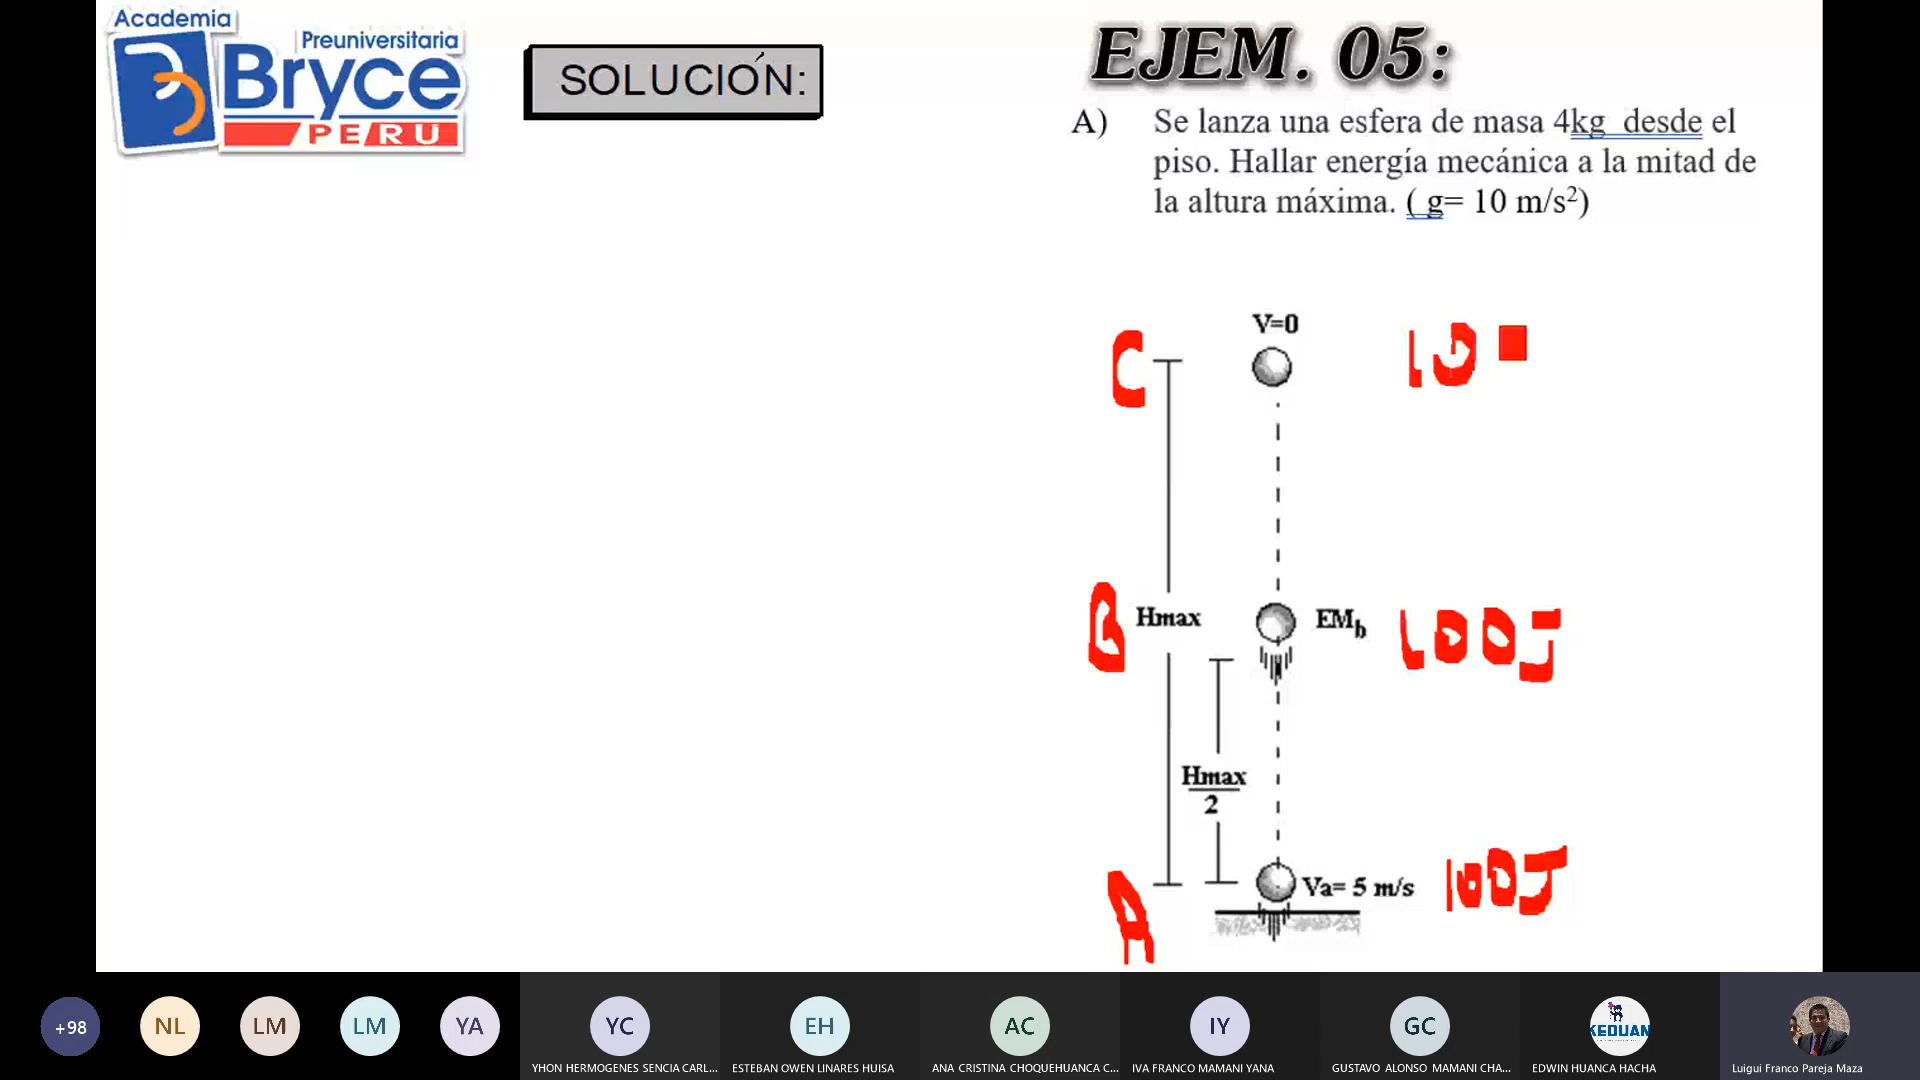 Academia
Preuniversitaria
Bryce
PERU
SOLUCIÓN:
EJEM. 05:
A) Se lanza una esfera de masa 4kg desde el
piso. Hallar energía mecánica a la mitad de
la altura máxima. ( g= 10 m/s²)
V=0
C
10
B
Hmax
EMb
100J
Hmax
2
A
Va= 5 m/s
100J
+98
NL
LM
LM
YA
YC
EH
AC
IY
GC
KEDUAN
YHON HERMOGENES SENCIA CARL...
ESTEBAN OWEN LINARES HUISA
ANA CRISTINA CHOQUEHUANCA C...
IVA FRANCO MAMANI YANA
GUSTAVO ALONSO MAMANI CHA...
EDWIN HUANCA HACHA
Luigui Franco Pareja Maza